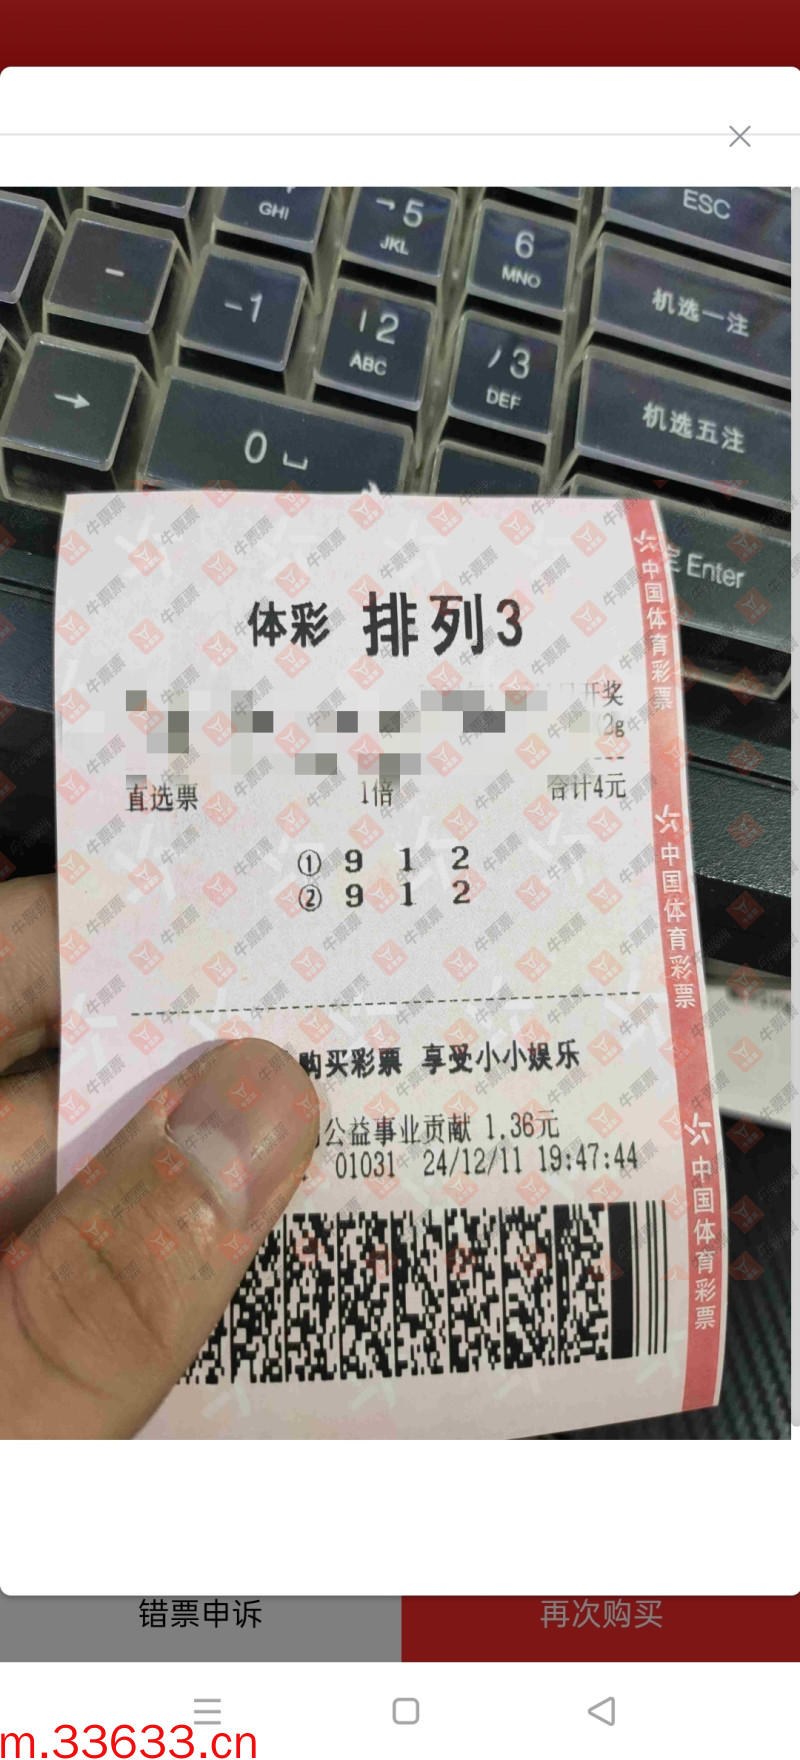 ESC
GHI
5
JKL
6
MNO
机选一注
-
-1
2
ABC
/3
DEF
机选五注
→
0
Enter
体彩 排列3
开奖
2g
直选票 1倍 合计4元
① 9 1 2
② 9 1 2
购买彩票 享受小小娱乐
公益事业贡献 1.36元
01031 24/12/11 19:47:44
中国体育彩票
中国体育彩票
中国体育彩票
牛票票
错票申诉 再次购买
m.33633.cn